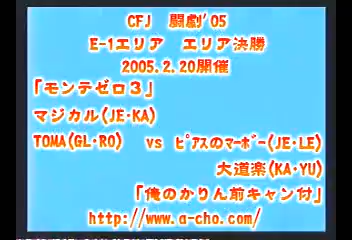 CFJ 闘劇'05
E-1エリア エリア決勝
2005.2.20開催
「モンテゼロ3」
マジカル(JE･KA)
TOMA(GL･RO) vs ﾋﾟｱｽのﾏｰﾎﾞｰ(JE･LE)
大道楽(KA･YU)
「俺のかりん前キャン付」
http://www.a-cho.com/